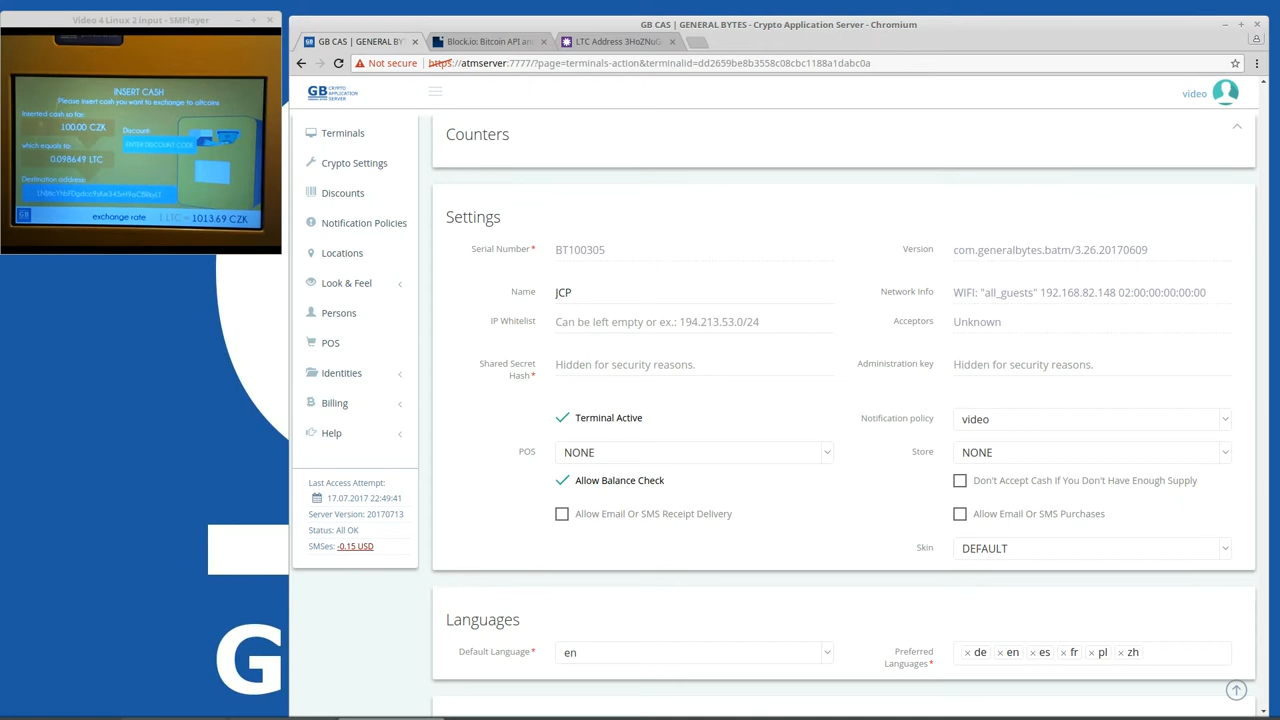 Video 4 Linux 2 input - SMPlayer
INSERT CASH
Please insert cash you want to exchange to altcoins
Inserted cash so far:
100.00 CZK
Discount:
ENTER DISCOUNT CODE
which equals to:
0.098649 LTC
Destination address:
GB
exchange rate
1 LTC = 1013.69 CZK
G
GB CAS | GENERAL BYTES - Crypto Application Server - Chromium
GB CAS | GENERAL BY
Block.io: Bitcoin API an
LTC Address 3HoZNuG
Not secure
https://atmserver:7777/?page=terminals-action&terminalid=dd2659be8b3558c08cbc1188a1dabc0a
GB CRYPTO APPLICATION SERVER
video
Terminals
Crypto Settings
Discounts
Notification Policies
Locations
Look & Feel
Persons
POS
Identities
Billing
Help
Last Access Attempt:
17.07.2017 22:49:41
Server Version: 20170713
Status: All OK
SMSes: -0.15 USD
Counters
Settings
Serial Number*
BT100305
Version
com.generalbytes.batm/3.26.20170609
Name
JCP
Network Info
WIFI: "all_guests" 192.168.82.148 02:00:00:00:00:00
IP Whitelist
Can be left empty or ex.: 194.213.53.0/24
Acceptors
Unknown
Shared Secret
Hash*
Hidden for security reasons.
Administration key
Hidden for security reasons.
Terminal Active
Notification policy
video
POS
NONE
Store
NONE
Allow Balance Check
Don't Accept Cash If You Don't Have Enough Supply
Allow Email Or SMS Receipt Delivery
Allow Email Or SMS Purchases
Skin
DEFAULT
Languages
Default Language*
en
Preferred
Languages*
× de × en × es × fr × pl × zh